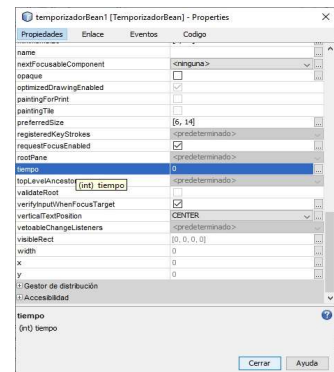 temporizadorBean1 [TemporizadorBean] - Properties
Propiedades Enlace Eventos Codigo
name
nextFocusableComponent <ninguna>
opaque
optimizedDrawingEnabled
paintingForPrint
paintingTile
preferredSize [6, 14]
registeredKeyStrokes <predeterminado>
requestFocusEnabled
rootPane <predeterminado>
tiempo 0
topLevelAncestor <predeterminado>
(int) tiempo
validateRoot
verifyInputWhenFocusTarget
verticalTextPosition CENTER
vetoableChangeListeners <predeterminado>
visibleRect [0, 0, 0, 0]
width 0
x 0
y 0
Gestor de distribución
Accesibilidad
tiempo
(int) tiempo
Cerrar Ayuda